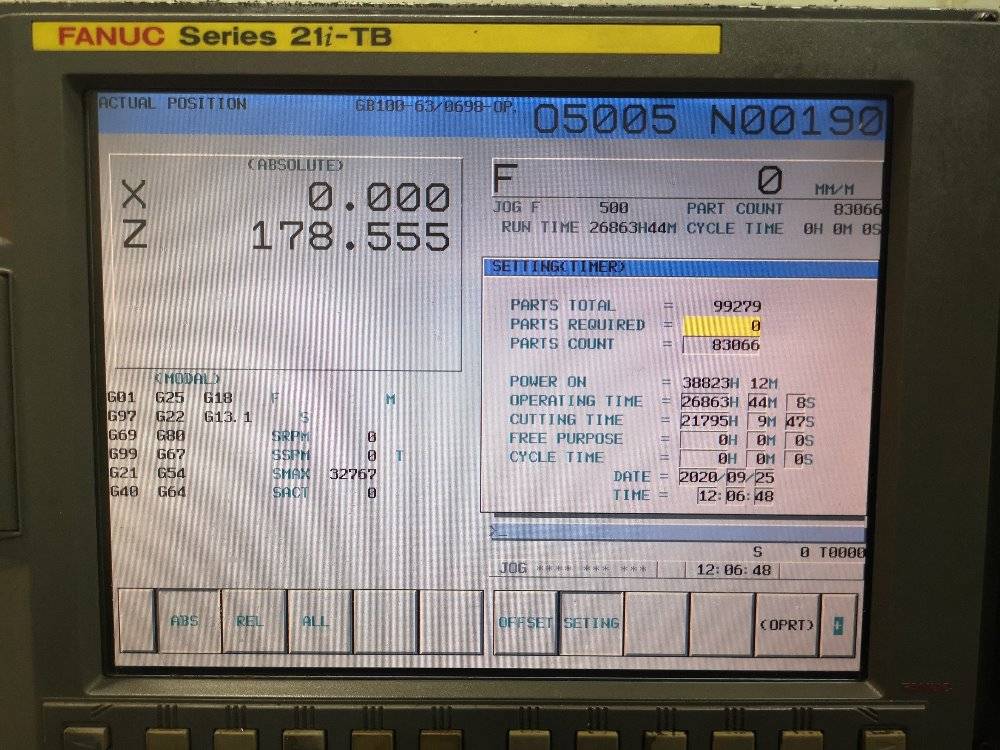 FANUC Series 21i-TB
ACTUAL POSITION GB100-63/0698-OP. O5005 N00190
(ABSOLUTE)
X 0.000
Z 178.555
F 0 MM/M
JOG F 500 PART COUNT 83066
RUN TIME 26863H44M CYCLE TIME 0H 0M 0S
SETTING(TIMER)
PARTS TOTAL = 99279
PARTS REQUIRED = 0
PARTS COUNT = 83066
POWER ON = 38823H 12M
OPERATING TIME = 26863H 44M 8S
CUTTING TIME = 21795H 9M 47S
FREE PURPOSE = 0H 0M 0S
CYCLE TIME = 0H 0M 0S
DATE = 2020/09/25
TIME = 12:06:48
(MODAL)
G01 G25 G18 F M
G97 G22 G13.1 S
G69 G80 SRPM 0
G99 G67 SSPM 0 T
G21 G54 SMAX 32767
G40 G64 SACT 0
>_
S 0 T0000
JOG **** *** *** 12:06:48
ABS REL ALL OFFSET SETING (OPRT) +
FANUC